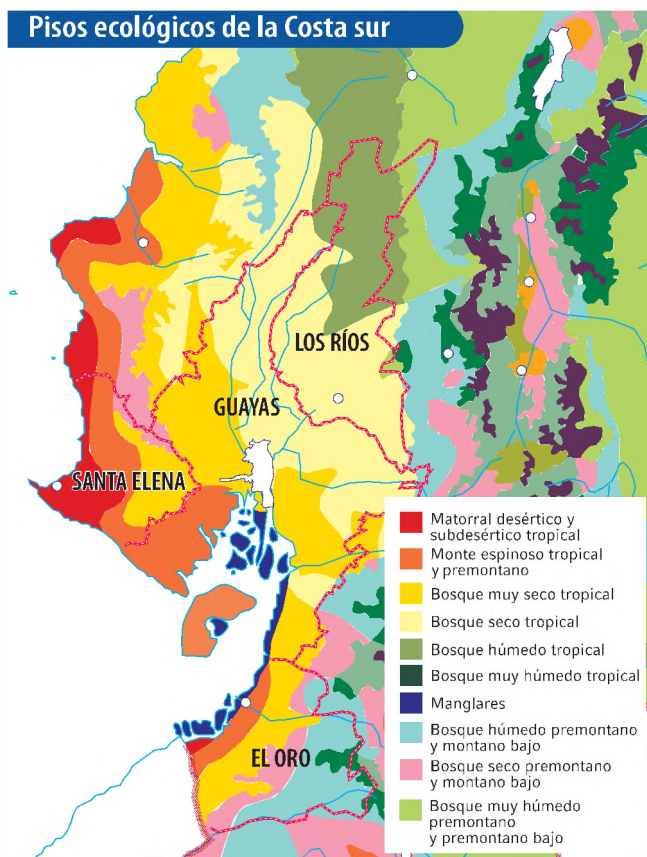 Pisos ecológicos de la Costa sur
LOS RÍOS
GUAYAS
SANTA ELENA
EL ORO
Matorral desértico y
subdesértico tropical
Monte espinoso tropical
y premontano
Bosque muy seco tropical
Bosque seco tropical
Bosque húmedo tropical
Bosque muy húmedo tropical
Manglares
Bosque húmedo premontano
y montano bajo
Bosque seco premontano
y montano bajo
Bosque muy húmedo
premontano
y premontano bajo